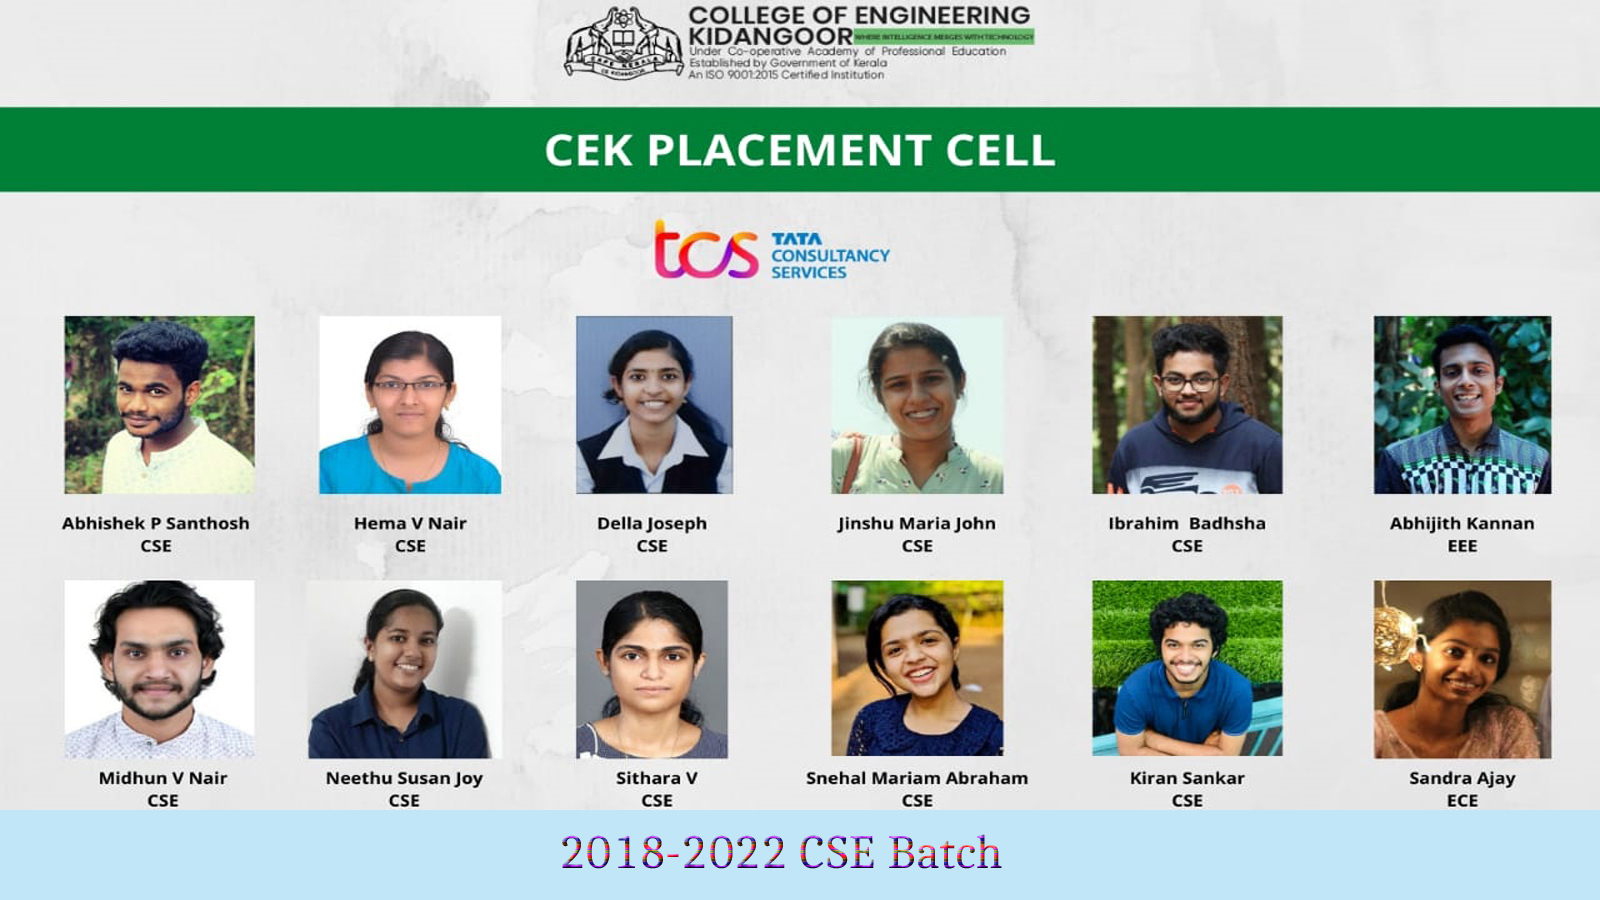 COLLEGE OF ENGINEERING
KIDANGOOR WHERE INTELLIGENCE MERGES WITH TECHNOLOGY
Under Co-operative Academy of Professional Education
Established by Government of Kerala
An ISO 9001:2015 Certified Institution
CAPE KERALA
CE KIDANGOOR
CEK PLACEMENT CELL
tcs TATA
CONSULTANCY
SERVICES
Abhishek P Santhosh
CSE
Hema V Nair
CSE
Della Joseph
CSE
Jinshu Maria John
CSE
Ibrahim Badhsha
CSE
Abhijith Kannan
EEE
Midhun V Nair
CSE
Neethu Susan Joy
CSE
Sithara V
CSE
Snehal Mariam Abraham
CSE
Kiran Sankar
CSE
Sandra Ajay
ECE
2018-2022 CSE Batch